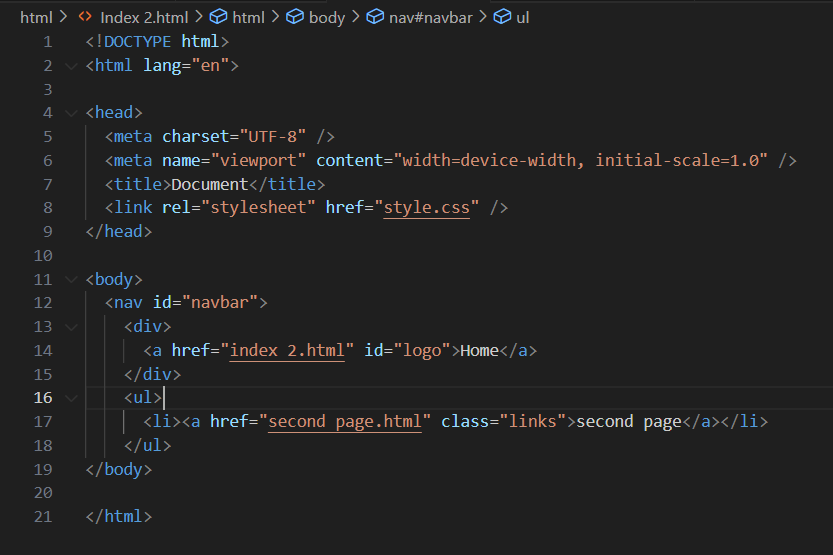 html > <> Index 2.html > html > body > nav#navbar > ul
1 <!DOCTYPE html>
2 <html lang="en">
3
4 <head>
5 <meta charset="UTF-8" />
6 <meta name="viewport" content="width=device-width, initial-scale=1.0" />
7 <title>Document</title>
8 <link rel="stylesheet" href="style.css" />
9 </head>
10
11 <body>
12 <nav id="navbar">
13 <div>
14 <a href="index 2.html" id="logo">Home</a>
15 </div>
16 <ul>
17 <li><a href="second page.html" class="links">second page</a></li>
18 </ul>
19 </body>
20
21 </html>